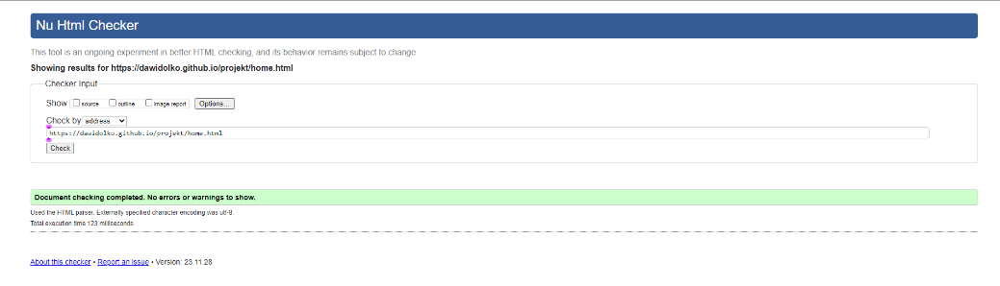 Nu Html Checker
This tool is an ongoing experiment in better HTML checking, and its behavior remains subject to change
Showing results for https://dawidolko.github.io/projekt/home.html
Checker Input
Show source outline image report Options...
Check by address
https://dawidolko.github.io/projekt/home.html
Check
Document checking completed. No errors or warnings to show.
Used the HTML parser. Externally specified character encoding was utf-8.
Total execution time 123 milliseconds.
About this checker • Report an issue • Version: 23.11.28